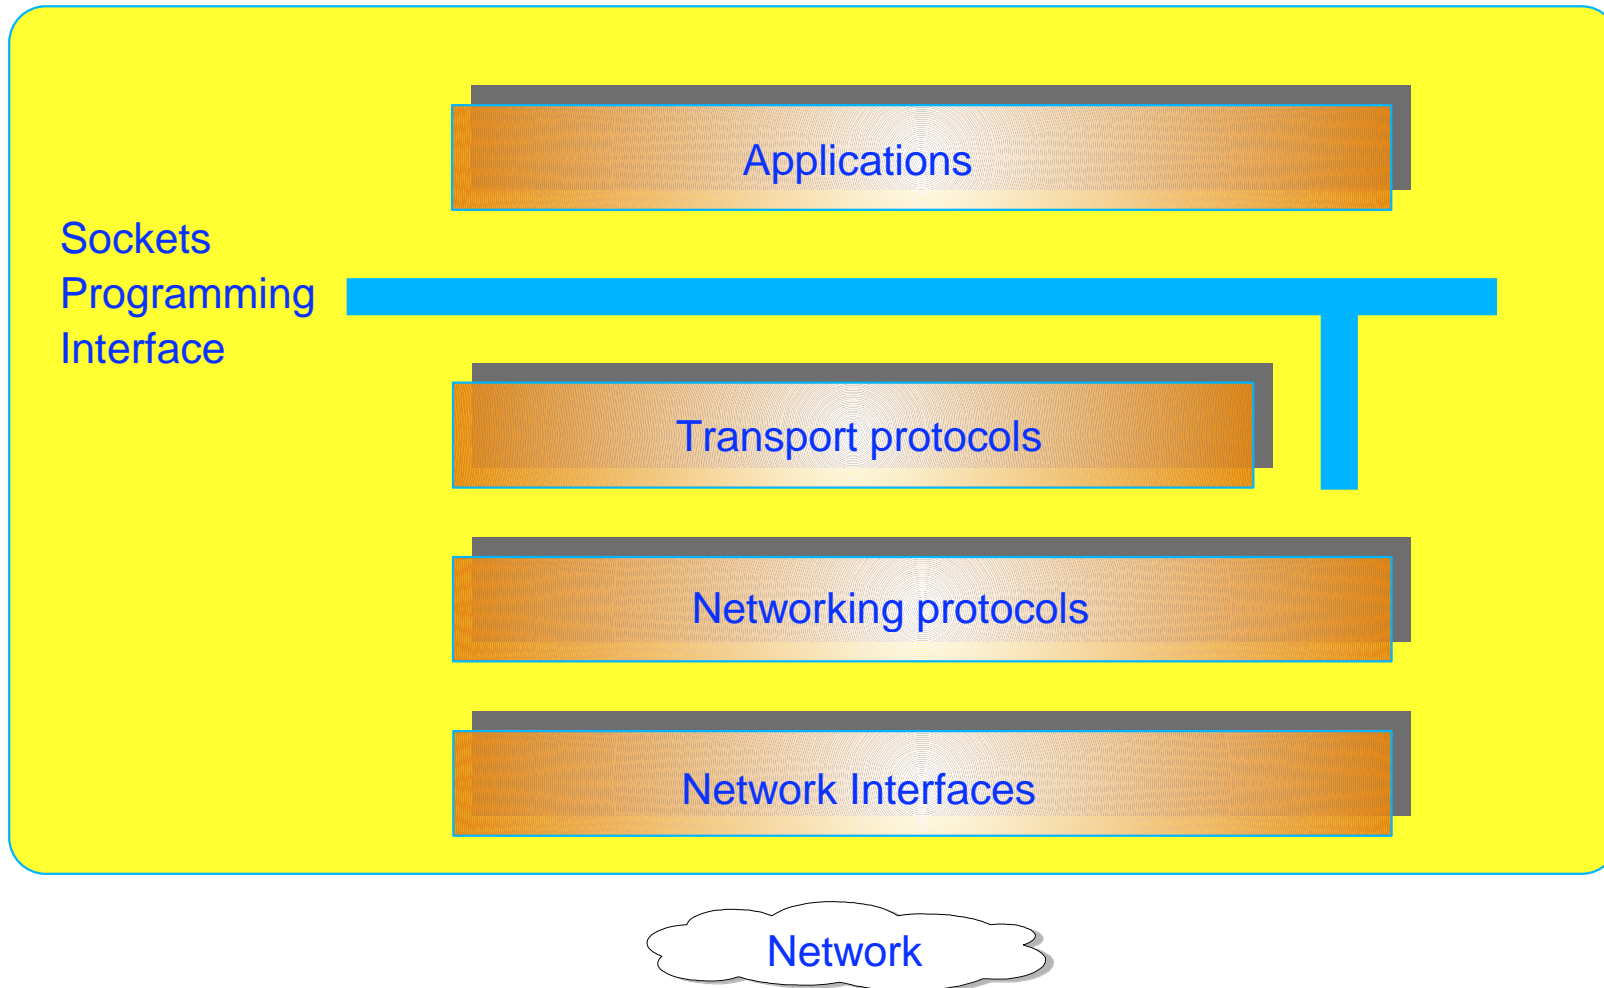 Applications
Sockets
Programming
Interface
Transport protocols
Networking protocols
Network Interfaces
Network